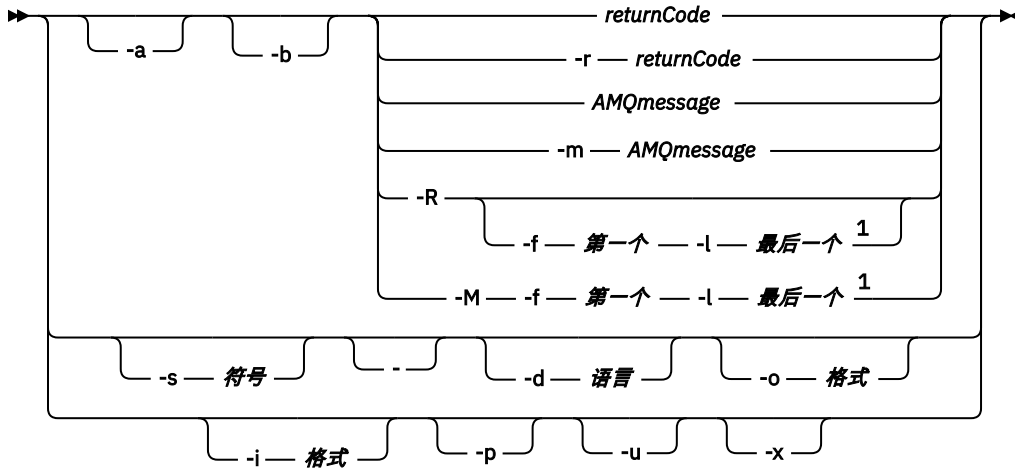 returnCode
-a -b
-r returnCode
AMQmessage
-m AMQmessage
-R
-f 第一个 -l 最后一个 1
-M -f 第一个 -l 最后一个 1
-s 符号 - -d 语言 -o 格式
-i 格式 -p -u -x